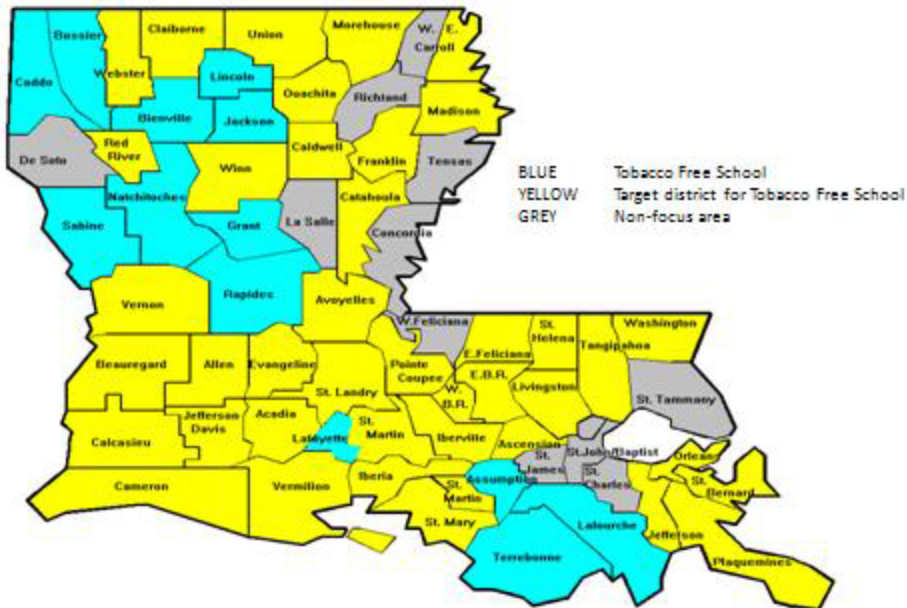 Bossier
Claiborne
Union
Morehouse
W.
Carroll
E.
Caddo
Webster
Lincoln
Ouachita
Richland
Madison
Bienville
Jackson
De Soto
Red
River
Winn
Caldwell
Franklin
Tensas
Natchitoches
Catahoula
Sabine
Grant
La Salle
Concordia
BLUE Tobacco Free School
YELLOW Target district for Tobacco Free School
GREY Non-focus area
Vernon
Rapides
Avoyelles
W.Feliciana
E.Feliciana
St.
Helena
Tangipahoa
Washington
Beauregard
Allen
Evangeline
Pointe
Coupee
W.
B.R.
E.B.R.
Livingston
St. Tammany
St. Landry
Calcasieu
Jefferson
Davis
Acadia
Lafayette
St.
Martin
Iberville
Ascension
St.
James
St.John/Baptist
St.
Charles
Orleans
St.
Bernard
Cameron
Vermilion
Iberia
St.
Martin
St. Mary
Assumption
Lafourche
Terrebonne
Jefferson
Plaquemines